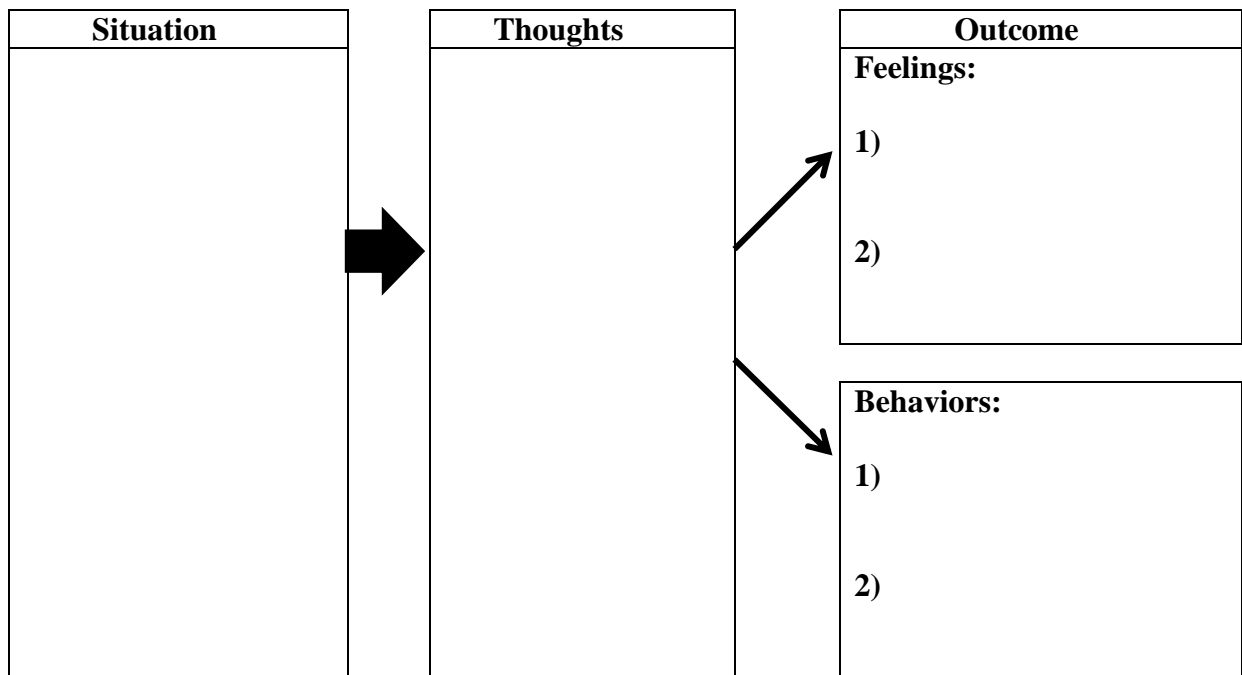 Situation
Thoughts
Outcome
Feelings:
1)
2)
Behaviors:
1)
2)